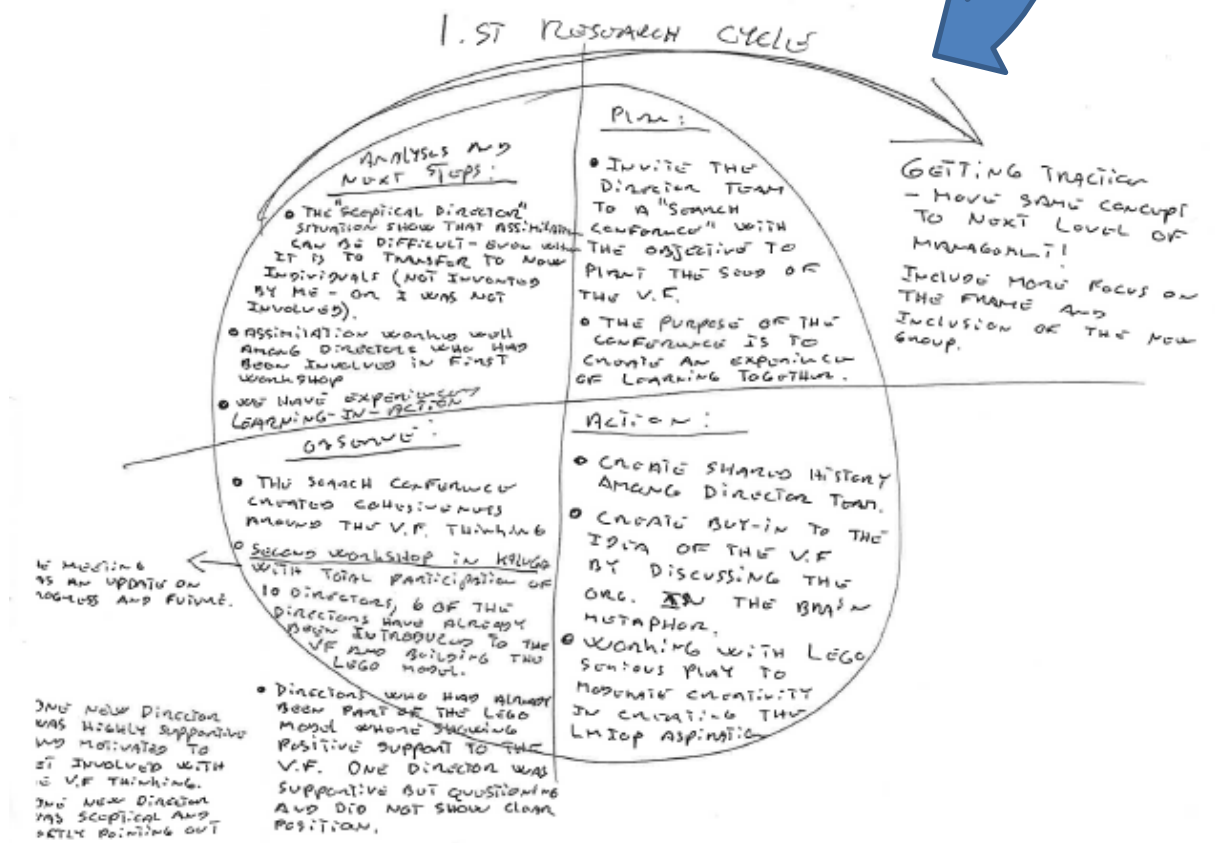 1.ST RESEARCH CYCLE
PLAN:
• INVITE THE
DIRECTOR TEAM
TO A "SEARCH
CONFERENCE" WITH
THE OBJECTIVE TO
PLANT THE SEED OF
THE V.F.
• THE PURPOSE OF THE
CONFERENCE IS TO
CREATE AN EXPERIENCE
OF LEARNING TOGETHER.
GETTING TRACTION
- MOVE SAME CONCEPT
TO NEXT LEVEL OF
MANAGEMENT!
INCLUDE MORE FOCUS ON
THE FRAME AND
INCLUSION OF THE NEW
GROUP.
ACTION:
• CREATE SHARED HISTORY
AMONG DIRECTOR TEAM.
• CREATE BUY-IN TO THE
IDEA OF THE V.F
BY DISCUSSING THE
ORG. IN THE BRAIN
METAPHOR.
• WORKING WITH LEGO
SERIOUS PLAY TO
MODERATE CREATIVITY
IN CREATING THE
ASPIRATION
OBSERVE:
• THE SEARCH CONFERENCE
CREATED COHESIVENESS
AROUND THE V.F. THINKING
• SECOND WORKSHOP IN KALUGA
WITH TOTAL PARTICIPATION OF
10 DIRECTORS, 6 OF THE
DIRECTORS HAVE ALREADY
BEEN INTRODUCED TO THE
VF AND BUILDING THE
LEGO MODEL.
• DIRECTORS WHO HAD ALREADY
BEEN PART OF THE LEGO
MODEL WHERE SHOWING
POSITIVE SUPPORT TO THE
V.F. ONE DIRECTOR WAS
SUPPORTIVE BUT QUESTIONING
AND DID NOT SHOW CLEAR
POSITION.
MEETING
AS AN UPDATE ON
PROGRESS AND FUTURE.
ONE NEW DIRECTOR
WAS HIGHLY SUPPORTIVE
AND MOTIVATED TO
INVOLVED WITH
V.F THINKING.
ONE NEW DIRECTOR
WAS SCEPTICAL AND
POINTING OUT
ANALYSES AND
NEXT STEPS:
• THE "SCEPTICAL DIRECTOR"
SITUATION SHOW THAT ASSIMILATION
CAN BE DIFFICULT - EVEN WHEN
IT IS TO TRANSFER TO NEW
INDIVIDUALS (NOT INVENTED
BY ME - OR I WAS NOT
INVOLVED).
• ASSIMILATION WORKED WELL
AMONG DIRECTORS WHO HAD
BEEN INVOLVED IN FIRST
WORKSHOP
• WE HAVE EXPERIENCED
LEARNING-IN-ACTION